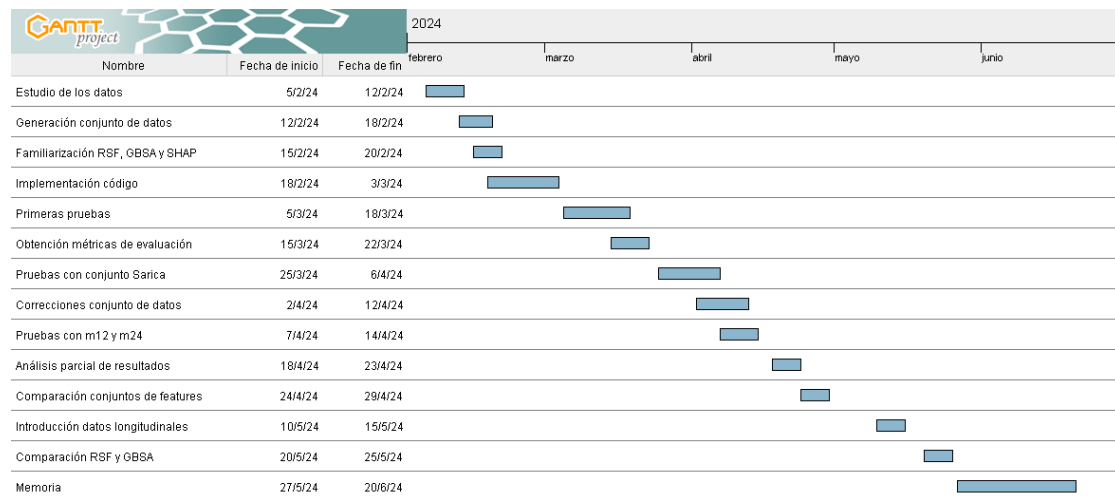 GANTT
project
2024
febrero marzo abril mayo junio
Nombre Fecha de inicio Fecha de fin
Estudio de los datos 5/2/24 12/2/24
Generación conjunto de datos 12/2/24 18/2/24
Familiarización RSF, GBSA y SHAP 15/2/24 20/2/24
Implementación código 18/2/24 3/3/24
Primeras pruebas 5/3/24 18/3/24
Obtención métricas de evaluación 15/3/24 22/3/24
Pruebas con conjunto Sarica 25/3/24 6/4/24
Correcciones conjunto de datos 2/4/24 12/4/24
Pruebas con m12 y m24 7/4/24 14/4/24
Análisis parcial de resultados 18/4/24 23/4/24
Comparación conjuntos de features 24/4/24 29/4/24
Introducción datos longitudinales 10/5/24 15/5/24
Comparación RSF y GBSA 20/5/24 25/5/24
Memoria 27/5/24 20/6/24